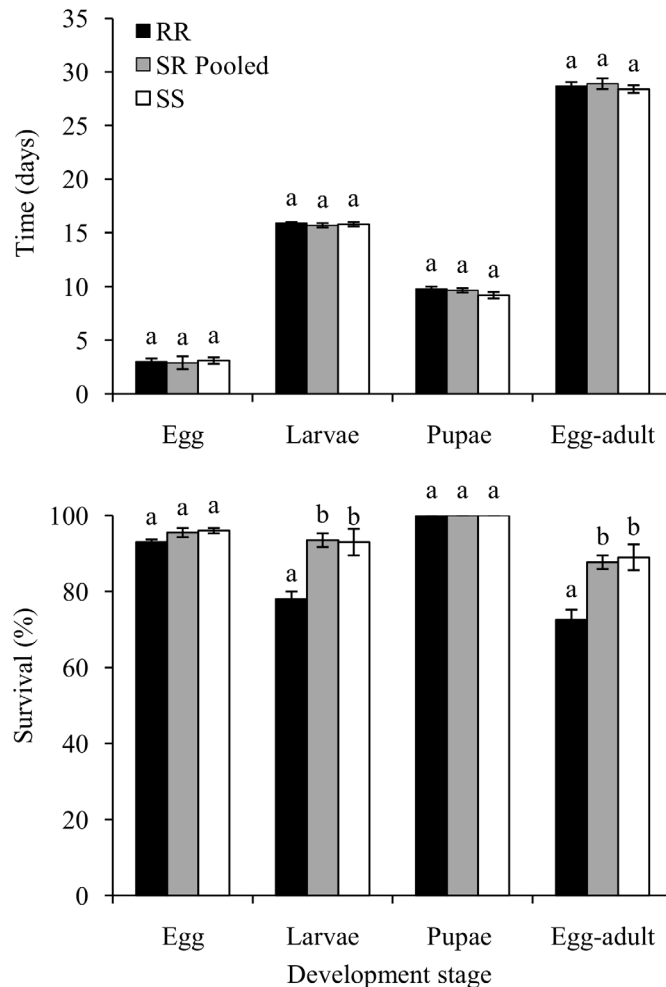 RR
SR Pooled
SS
Time (days)
35
30
25
20
15
10
5
0
a a a
a a a
a a a
a a a
Egg Larvae Pupae Egg-adult
Survival (%)
100
80
60
40
20
0
a a a
a b b
a a a
a b b
Egg Larvae Pupae Egg-adult
Development stage